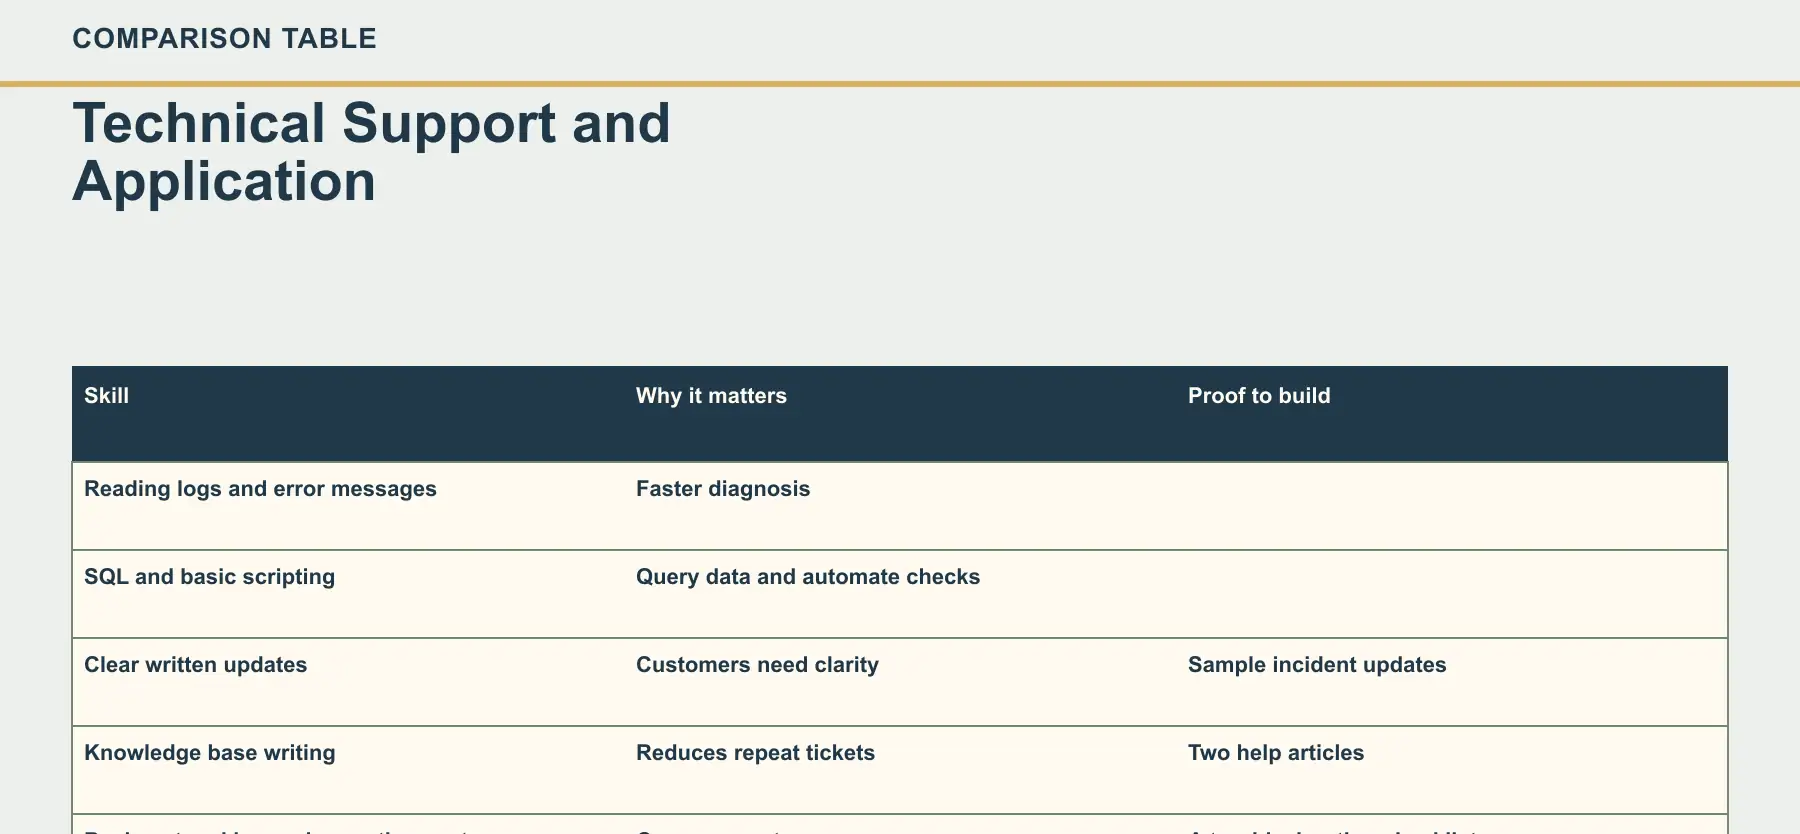 COMPARISON TABLE
Technical Support and
Application
Skill Why it matters Proof to build
Reading logs and error messages Faster diagnosis
SQL and basic scripting Query data and automate checks
Clear written updates Customers need clarity Sample incident updates
Knowledge base writing Reduces repeat tickets Two help articles